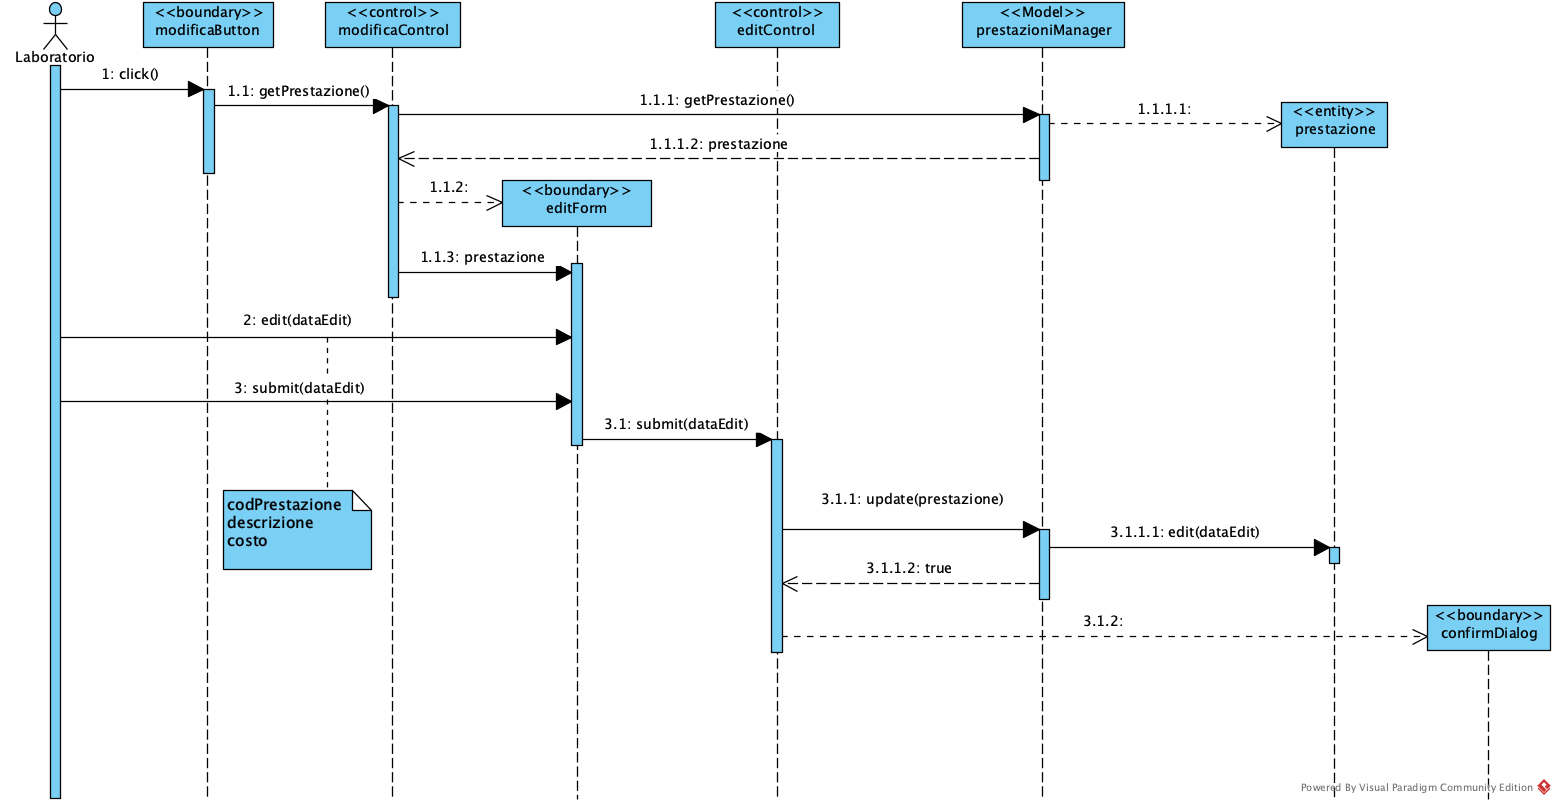 Laboratorio
<<boundary>>
modificaButton
<<control>>
modificaControl
<<control>>
editControl
<<Model>>
prestazioniManager
1: click()
1.1: getPrestazione()
1.1.1: getPrestazione()
1.1.1.1:
<<entity>>
prestazione
1.1.1.2: prestazione
1.1.2:
<<boundary>>
editForm
1.1.3: prestazione
2: edit(dataEdit)
3: submit(dataEdit)
3.1: submit(dataEdit)
codPrestazione
descrizione
costo
3.1.1: update(prestazione)
3.1.1.1: edit(dataEdit)
3.1.1.2: true
3.1.2:
<<boundary>>
confirmDialog
Powered By Visual Paradigm Community Edition